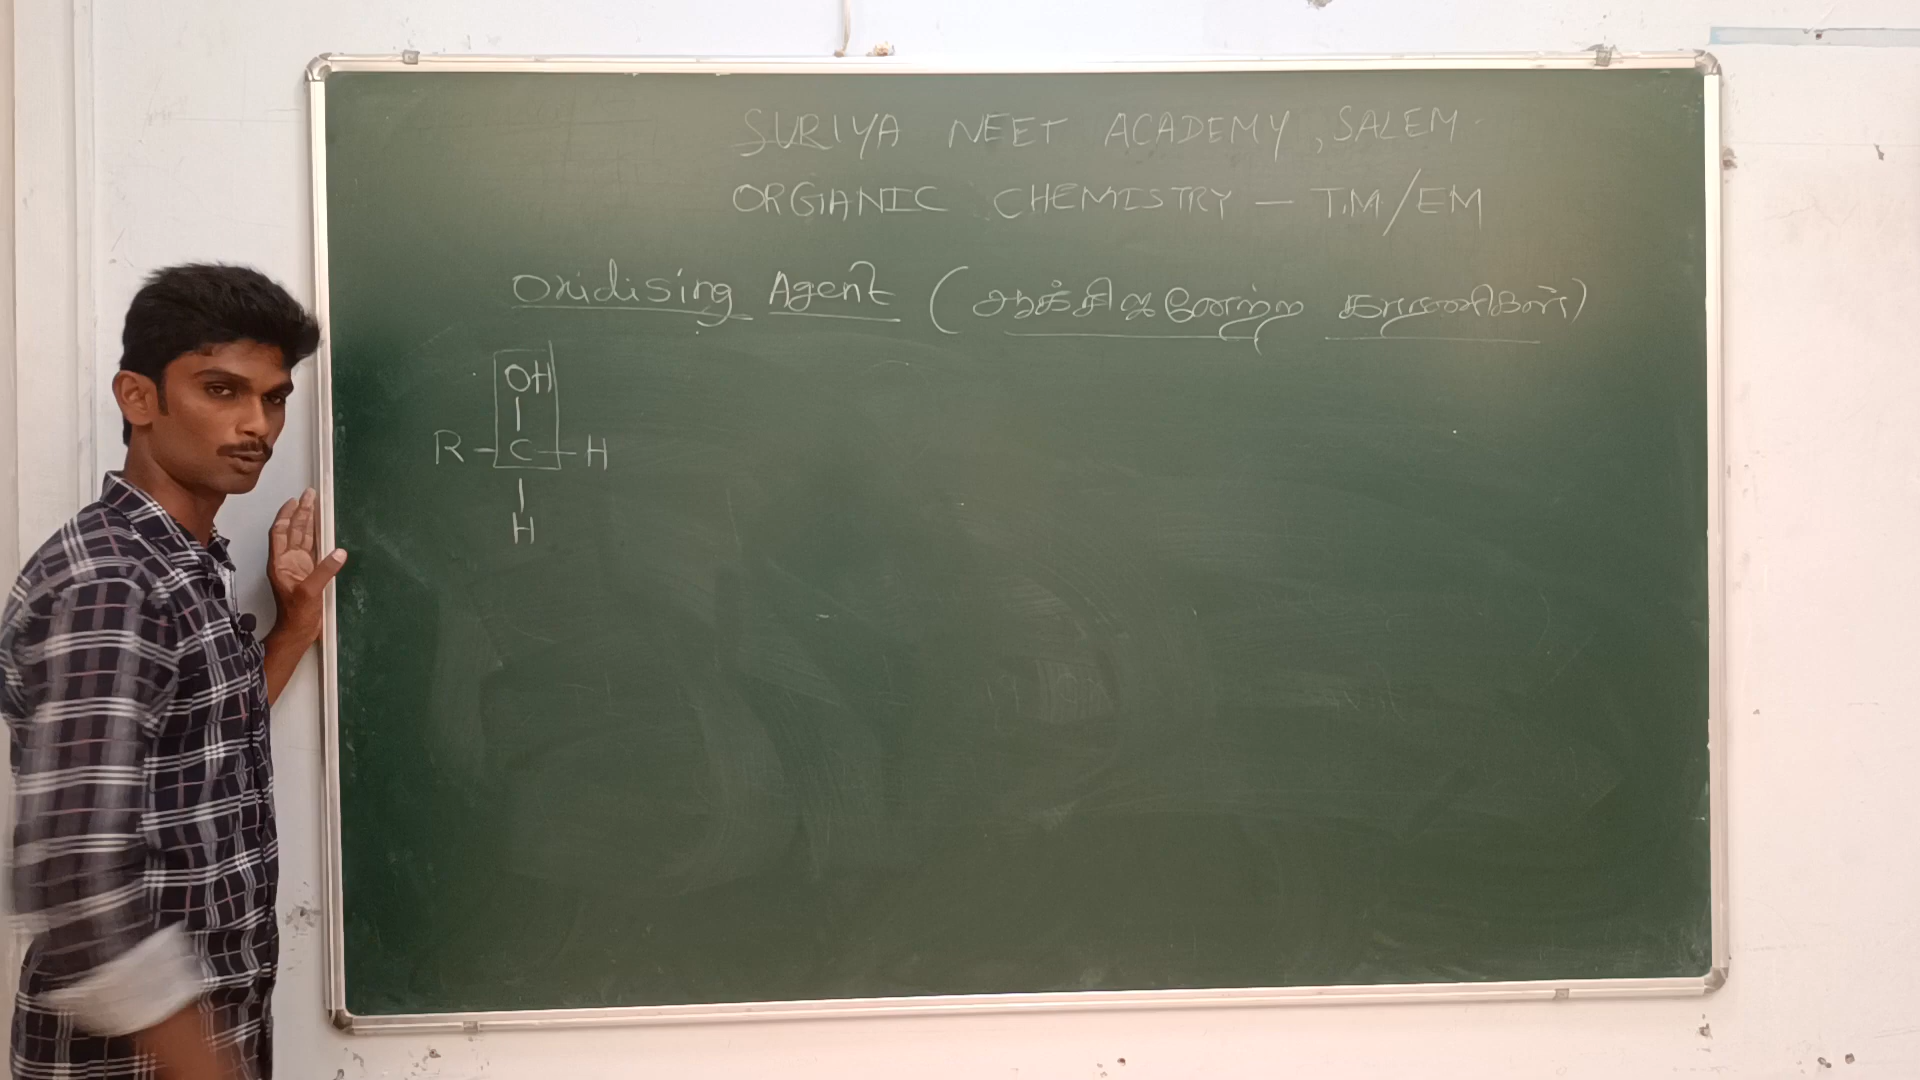 SURIYA NEET ACADEMY, SALEM.
ORGANIC CHEMISTRY — T.M/EM
Oxidising Agent (ஆக்சிஜனேற்ற காரணிகள்)
OH
R-C-H
H